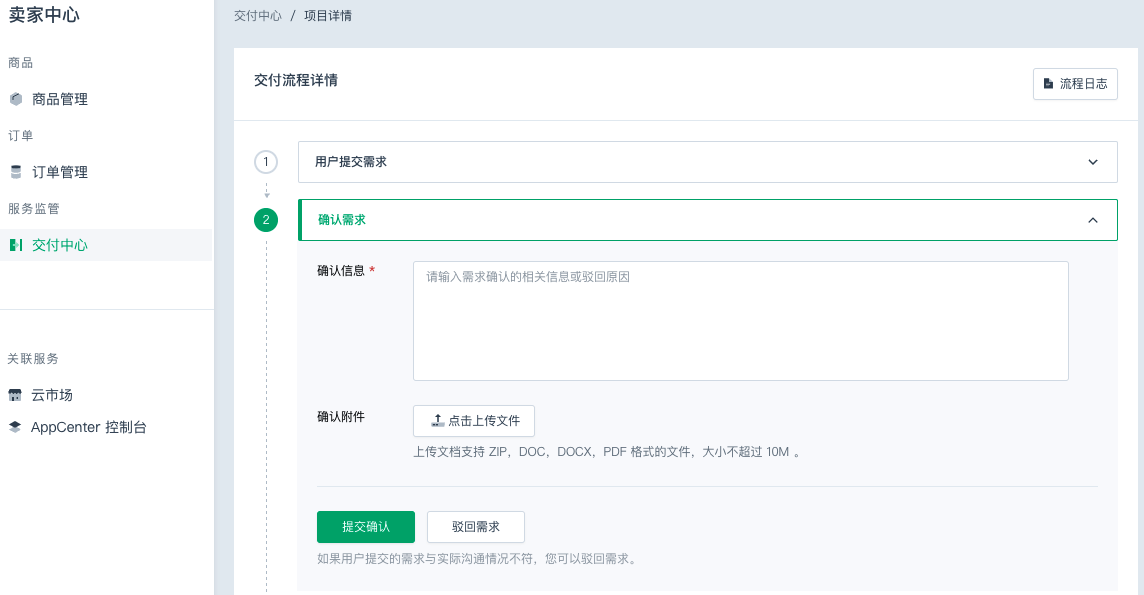 卖家中心
商品
商品管理
订单
订单管理
服务监管
交付中心
关联服务
云市场
AppCenter 控制台
交付中心 / 项目详情
交付流程详情
流程日志
1
用户提交需求
2
确认需求
确认信息 *
请输入需求确认的相关信息或驳回原因
确认附件
点击上传文件
上传文档支持 ZIP，DOC，DOCX，PDF 格式的文件，大小不超过 10M 。
提交确认
驳回需求
如果用户提交的需求与实际沟通情况不符，您可以驳回需求。